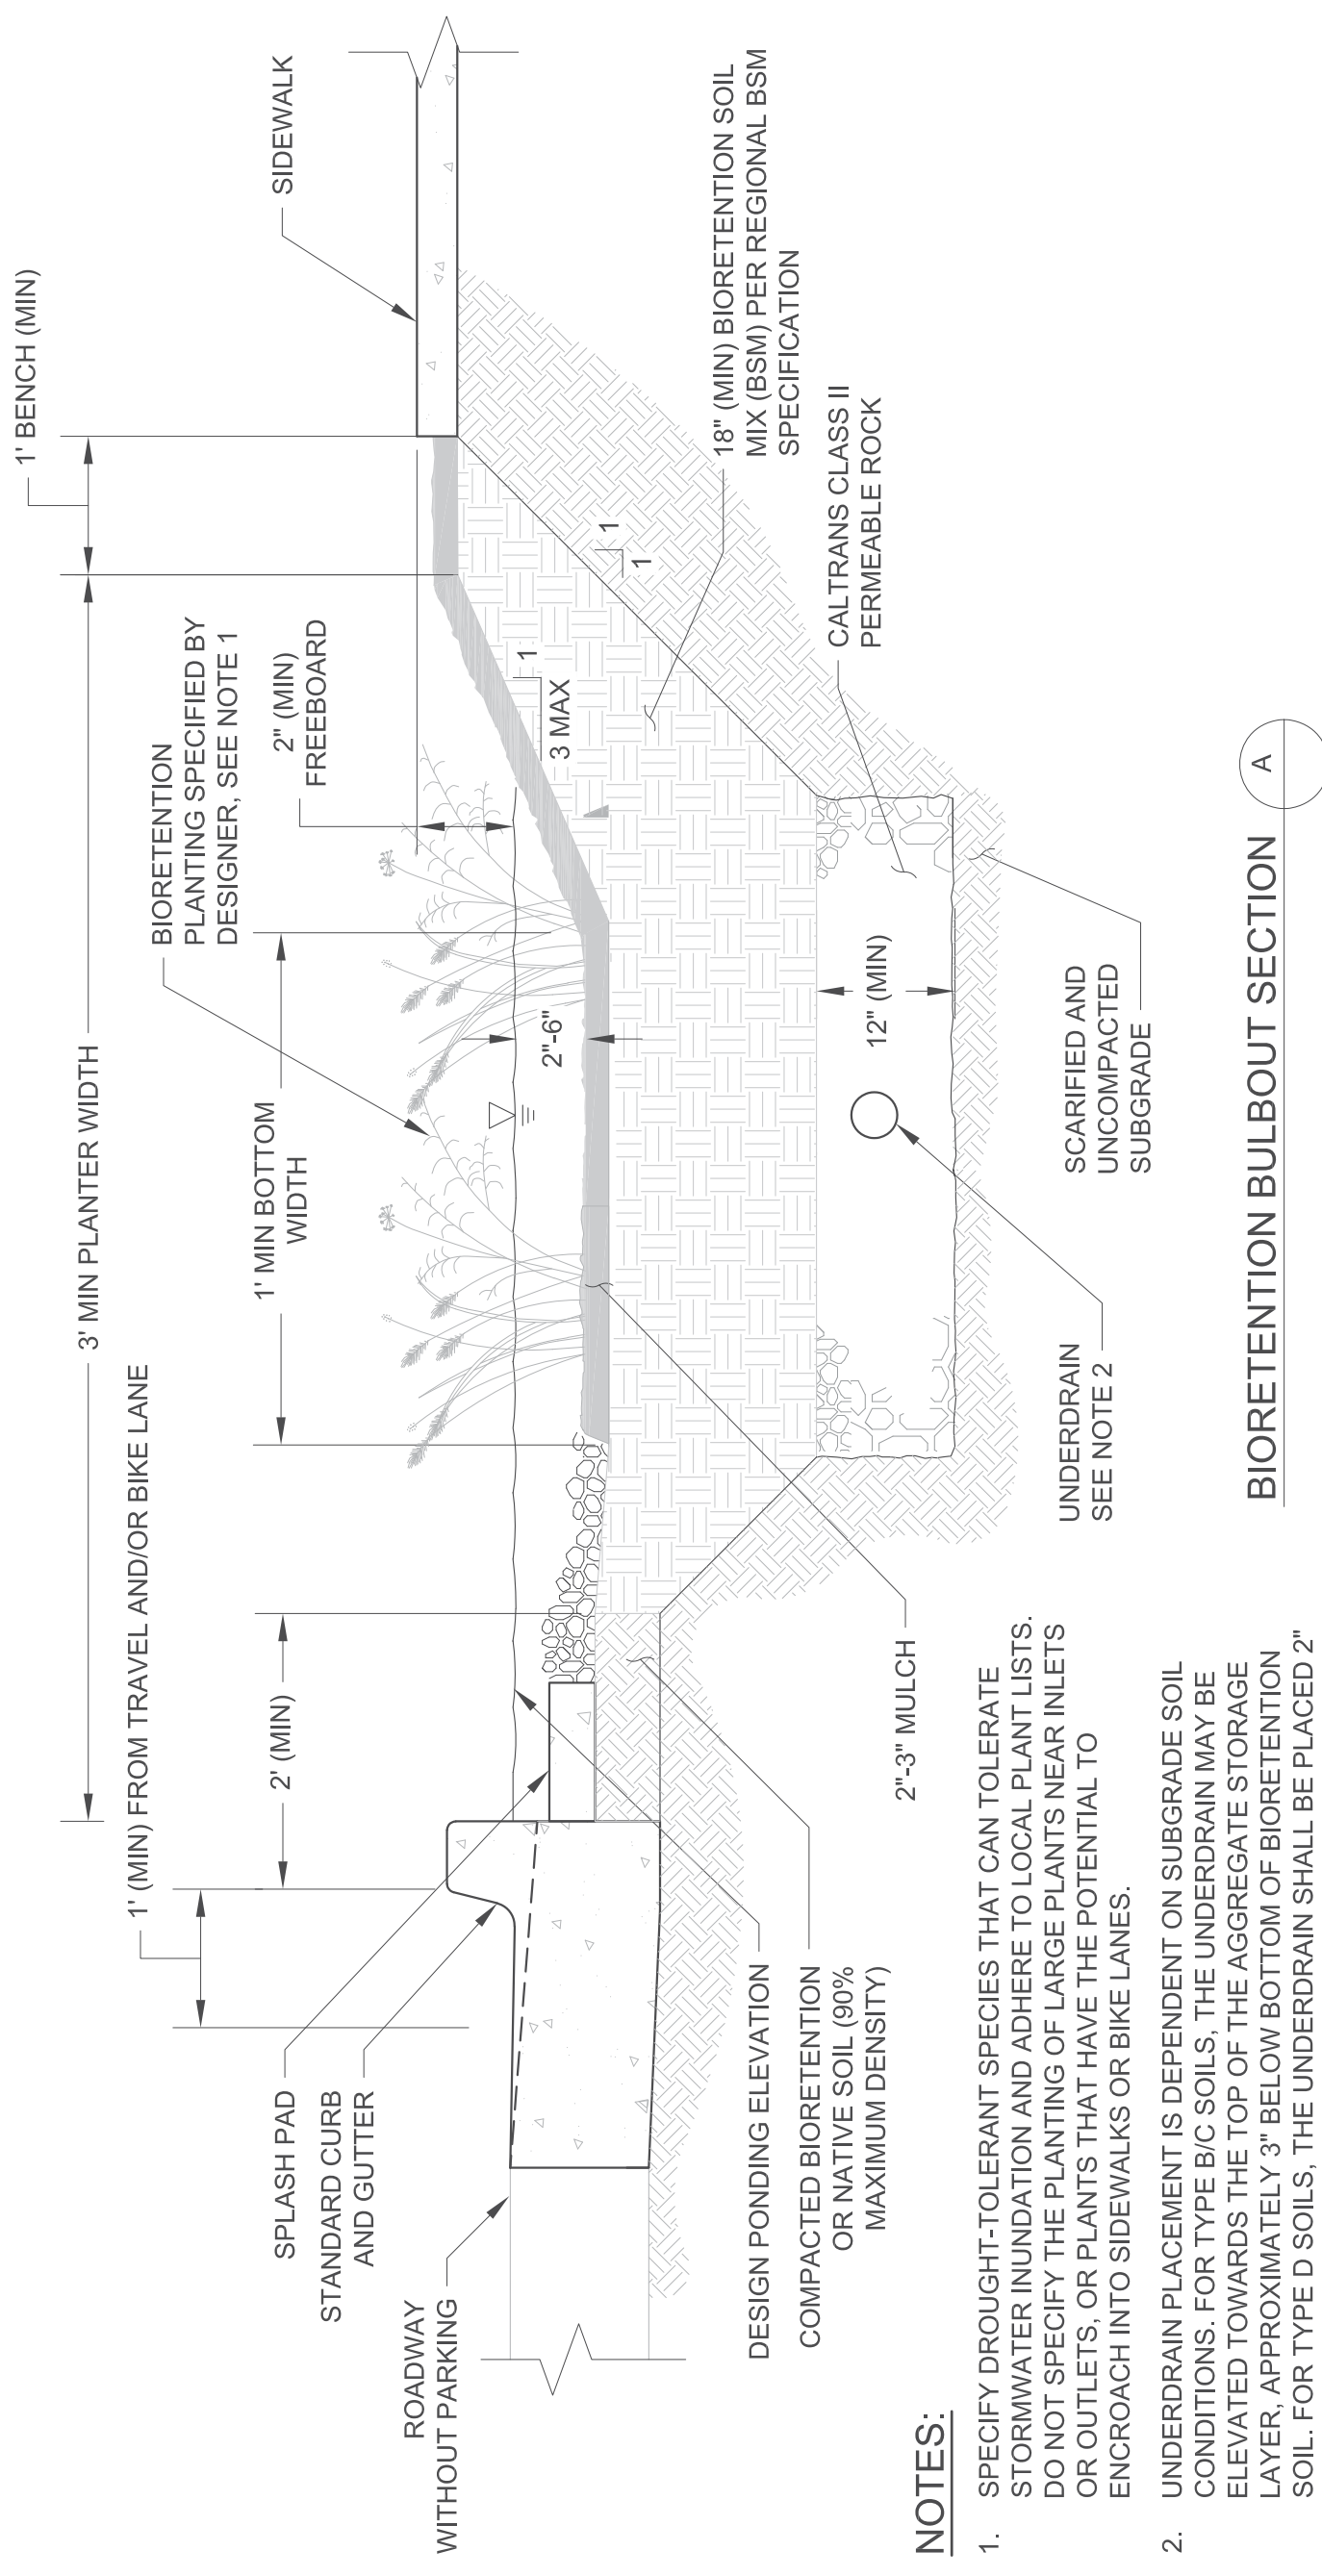 1' BENCH (MIN)
3' MIN PLANTER WIDTH
1' (MIN) FROM TRAVEL AND/OR BIKE LANE
BIORETENTION
PLANTING SPECIFIED BY
DESIGNER, SEE NOTE 1
SIDEWALK
2" (MIN)
FREEBOARD
1' MIN BOTTOM
WIDTH
2' (MIN)
SPLASH PAD
STANDARD CURB
AND GUTTER
ROADWAY
WITHOUT PARKING
2"-6"
1
3 MAX
1
1
18" (MIN) BIORETENTION SOIL
MIX (BSM) PER REGIONAL BSM
SPECIFICATION
CALTRANS CLASS II
PERMEABLE ROCK
12" (MIN)
DESIGN PONDING ELEVATION
COMPACTED BIORETENTION
OR NATIVE SOIL (90%
MAXIMUM DENSITY)
2"-3" MULCH
UNDERDRAIN
SEE NOTE 2
SCARIFIED AND
UNCOMPACTED
SUBGRADE
BIORETENTION BULBOUT SECTION
A
NOTES:
1. SPECIFY DROUGHT-TOLERANT SPECIES THAT CAN TOLERATE
STORMWATER INUNDATION AND ADHERE TO LOCAL PLANT LISTS.
DO NOT SPECIFY THE PLANTING OF LARGE PLANTS NEAR INLETS
OR OUTLETS, OR PLANTS THAT HAVE THE POTENTIAL TO
ENCROACH INTO SIDEWALKS OR BIKE LANES.
2. UNDERDRAIN PLACEMENT IS DEPENDENT ON SUBGRADE SOIL
CONDITIONS. FOR TYPE B/C SOILS, THE UNDERDRAIN MAY BE
ELEVATED TOWARDS THE TOP OF THE AGGREGATE STORAGE
LAYER, APPROXIMATELY 3" BELOW BOTTOM OF BIORETENTION
SOIL. FOR TYPE D SOILS, THE UNDERDRAIN SHALL BE PLACED 2"